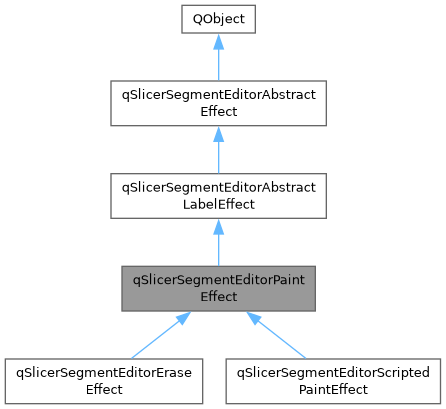 QObject
qSlicerSegmentEditorAbstract
Effect
qSlicerSegmentEditorAbstract
LabelEffect
qSlicerSegmentEditorPaint
Effect
qSlicerSegmentEditorErase
Effect
qSlicerSegmentEditorScripted
PaintEffect